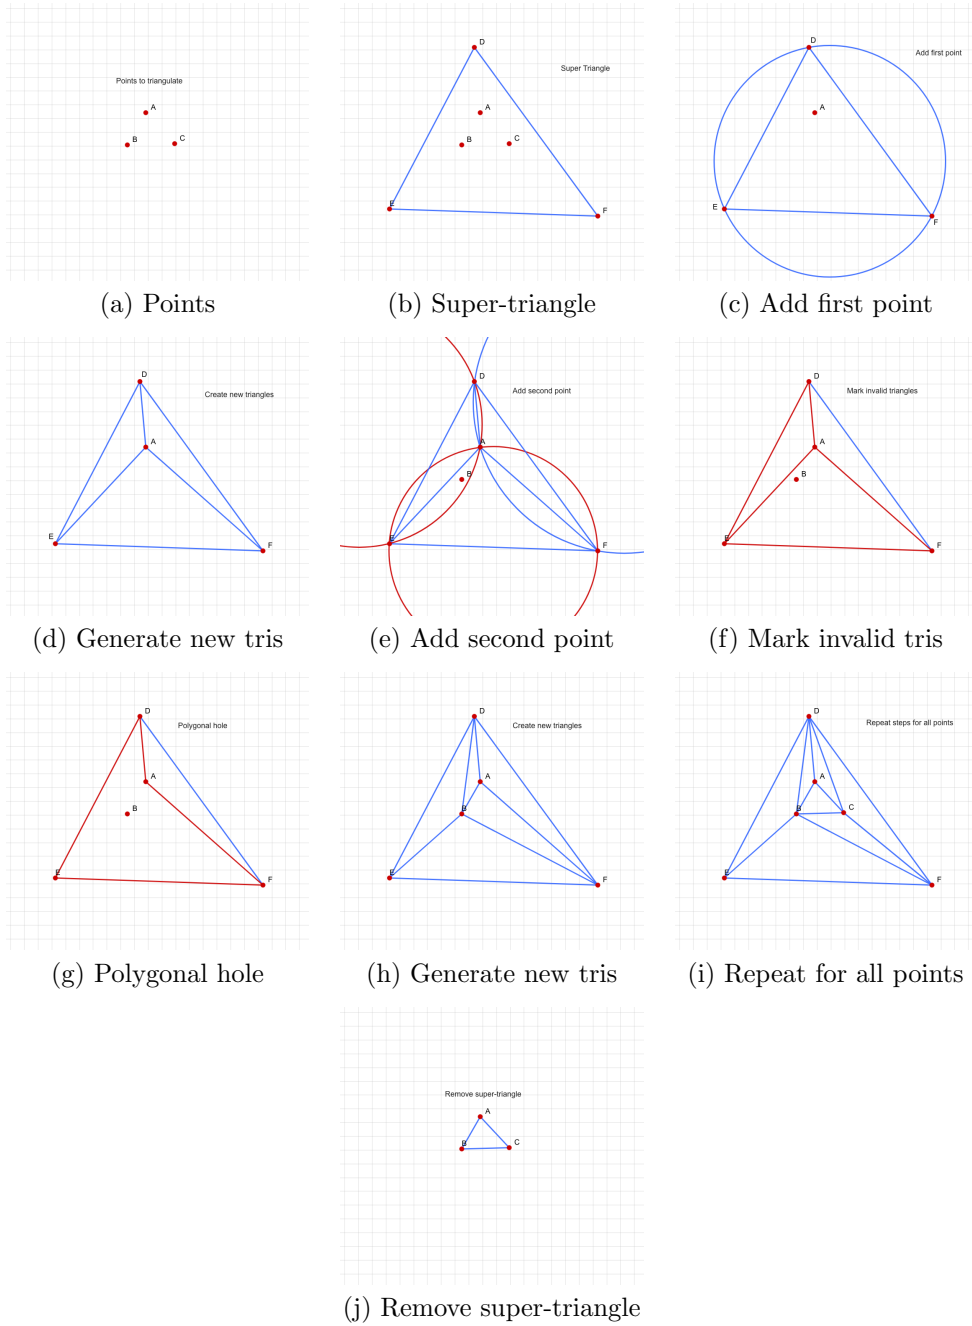 Points to triangulate
A
B
C
(a) Points
D
Super Triangle
A
B
C
E
F
(b) Super-triangle
D
Add first point
A
E
F
(c) Add first point
D
Create new triangles
A
E
F
(d) Generate new tris
D
Add second point
A
B
E
F
(e) Add second point
D
Mark invalid triangles
A
B
E
F
(f) Mark invalid tris
D
Polygonal hole
A
B
E
F
(g) Polygonal hole
D
Create new triangles
A
B
E
F
(h) Generate new tris
D
Repeat steps for all points
A
B
C
E
F
(i) Repeat for all points
Remove super-triangle
A
B
C
(j) Remove super-triangle